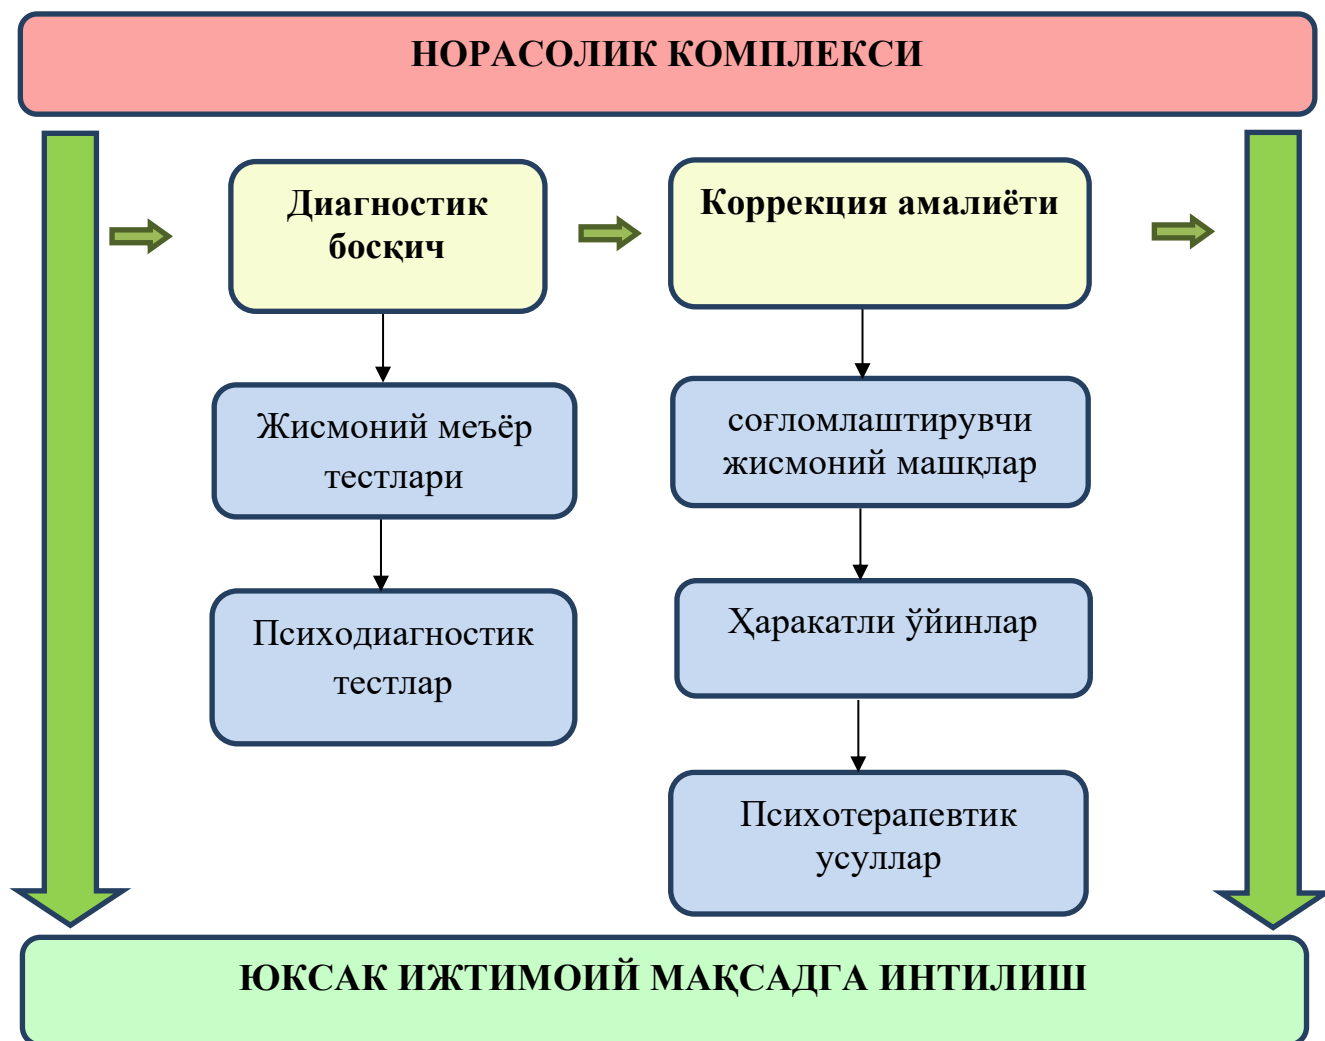 НОРАСОЛИК КОМПЛЕКСИ
Диагностик
босқич
Коррекция амалиёти
Жисмоний меъёр
тестлари
соғломлаштирувчи
жисмоний машқлар
Психодиагностик
тестлар
Ҳаракатли ўйинлар
Психотерапевтик
усуллар
ЮКСАК ИЖТИМОИЙ МАҚСАДГА ИНТИЛИШ